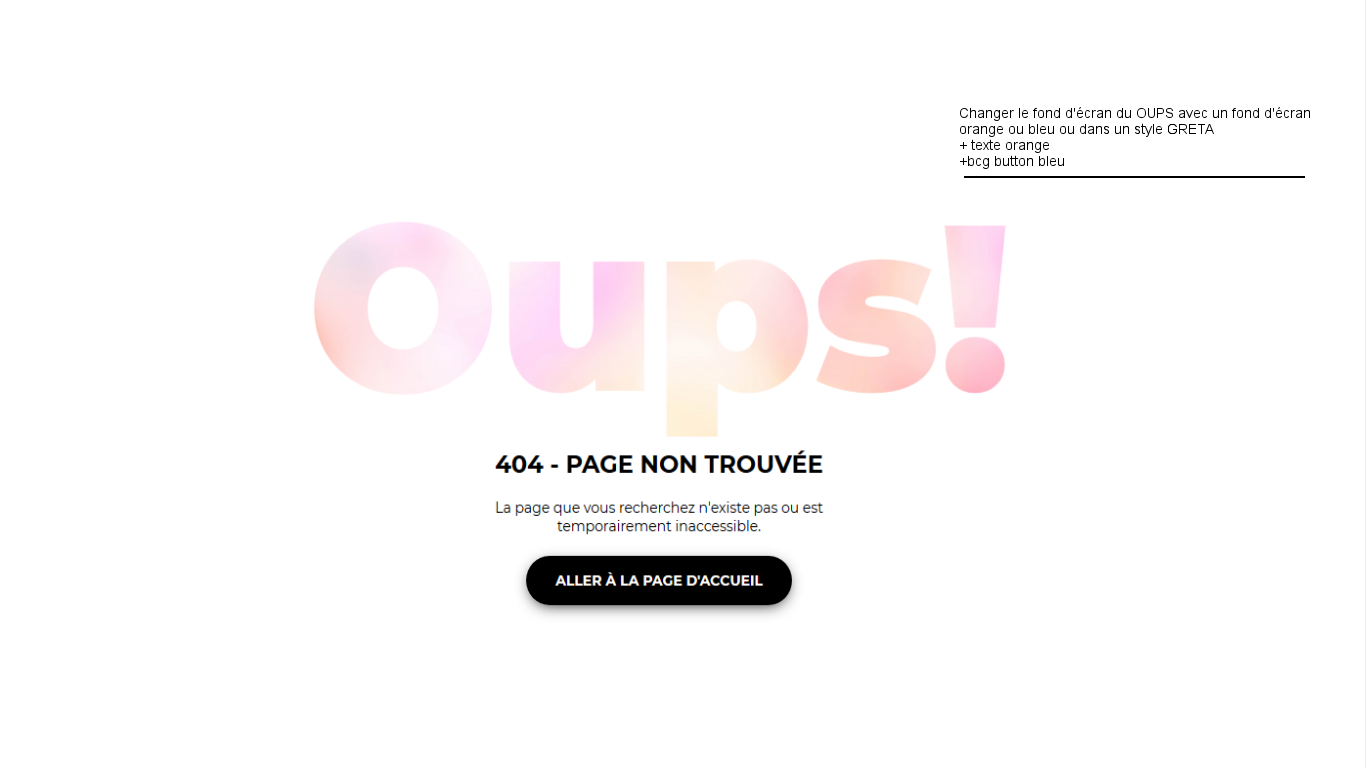 Changer le fond d'écran du OUPS avec un fond d'écran
orange ou bleu ou dans un style GRETA
+ texte orange
+bcg button bleu
Oups!
404 - PAGE NON TROUVÉE
La page que vous recherchez n'existe pas ou est
temporairement inaccessible.
ALLER À LA PAGE D'ACCUEIL